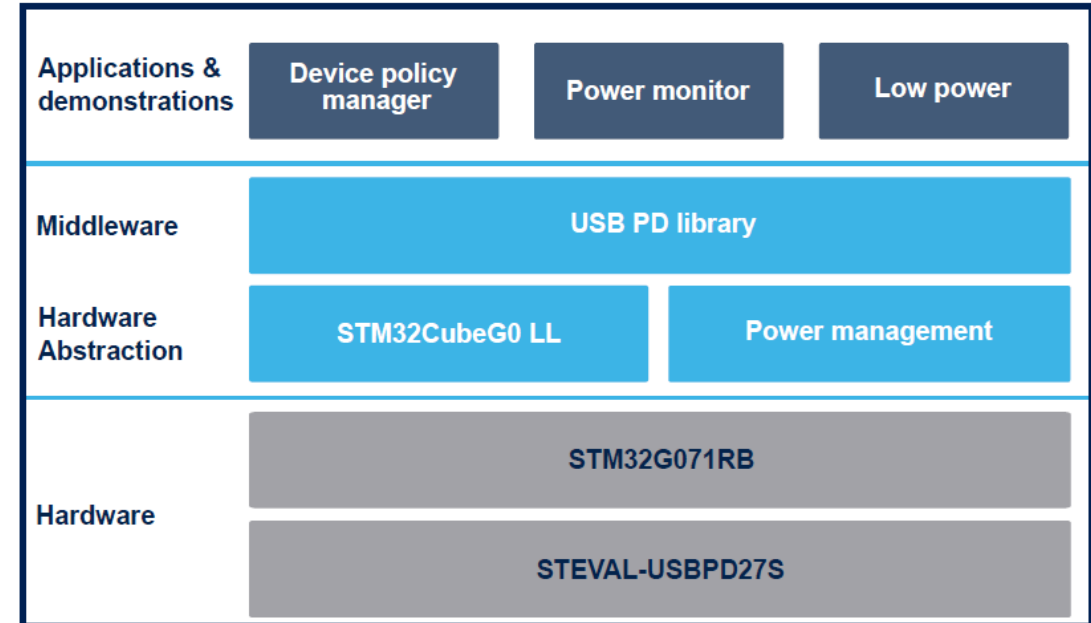 Applications &
demonstrations
Device policy
manager
Power monitor
Low power
Middleware
USB PD library
Hardware
Abstraction
STM32CubeG0 LL
Power management
Hardware
STM32G071RB
STEVAL-USBPD27S